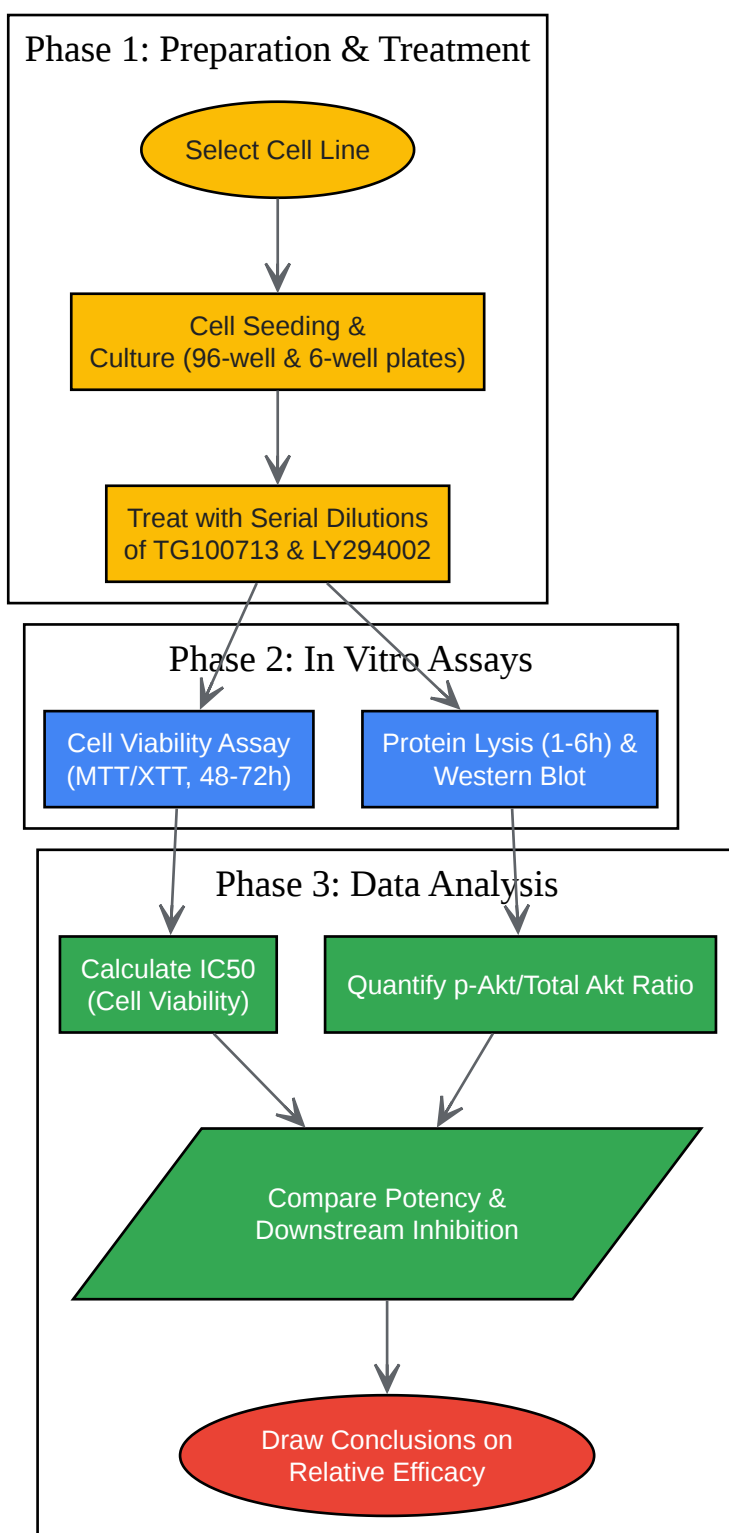 Phase 1: Preparation & Treatment
Select Cell Line
Cell Seeding &
Culture (96-well & 6-well plates)
Treat with Serial Dilutions
of TG100713 & LY294002
Phase 2: In Vitro Assays
Cell Viability Assay
(MTT/XTT, 48-72h)
Protein Lysis (1-6h) &
Western Blot
Phase 3: Data Analysis
Calculate IC50
(Cell Viability)
Quantify p-Akt/Total Akt Ratio
Compare Potency &
Downstream Inhibition
Draw Conclusions on
Relative Efficacy